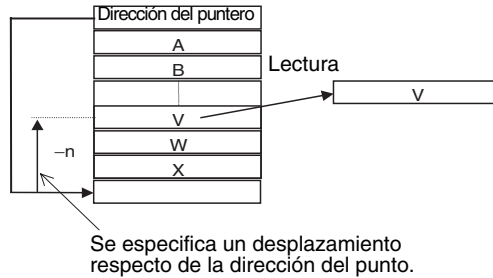 Dirección del puntero
A
B
Lectura
V
V
–n
W
X
Se especifica un desplazamiento
respecto de la dirección del punto.